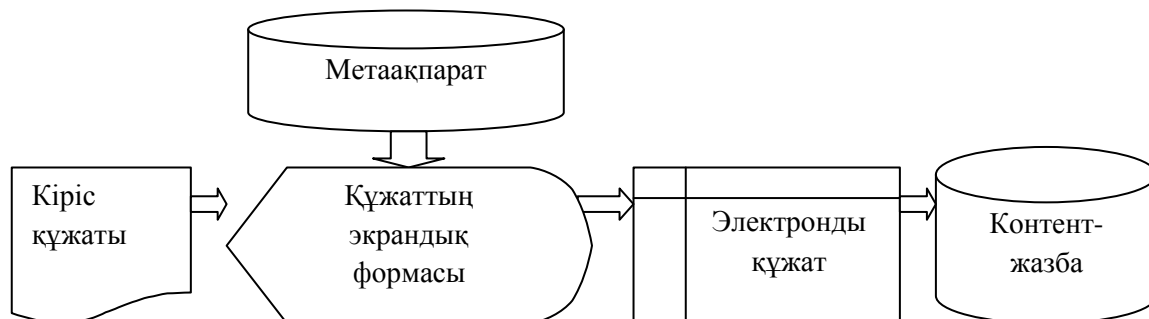 Метаақпарат
Кіріс
құжаты
Құжаттың
экрандық
формасы
Электронды
құжат
Контент-
жазба